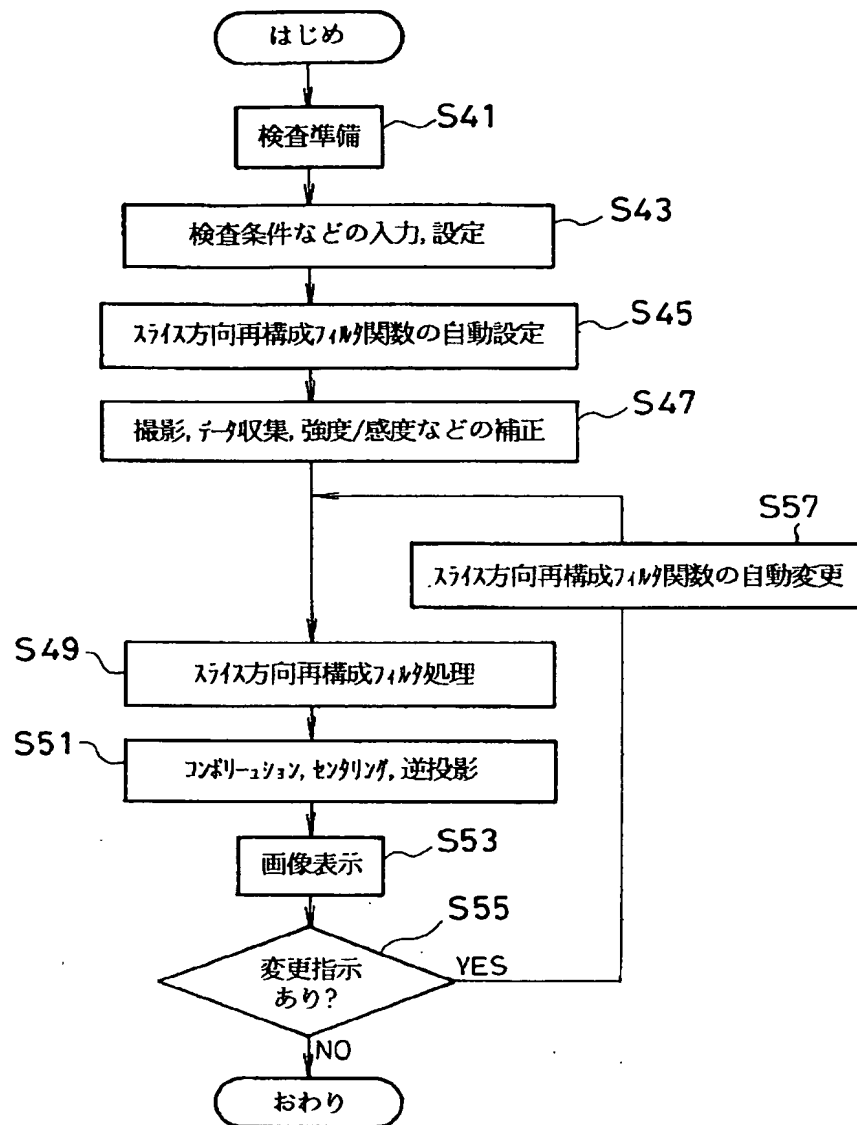 はじめ
S41
検査準備
S43
検査条件などの入力,設定
S45
スライス方向再構成フィルタ関数の自動設定
S47
撮影,データ収集,強度/感度などの補正
S57
スライス方向再構成フィルタ関数の自動変更
S49
スライス方向再構成フィルタ処理
S51
コンボリーューション,センタリング,逆投影
S53
画像表示
S55
変更指示
あり?
YES
NO
おわり